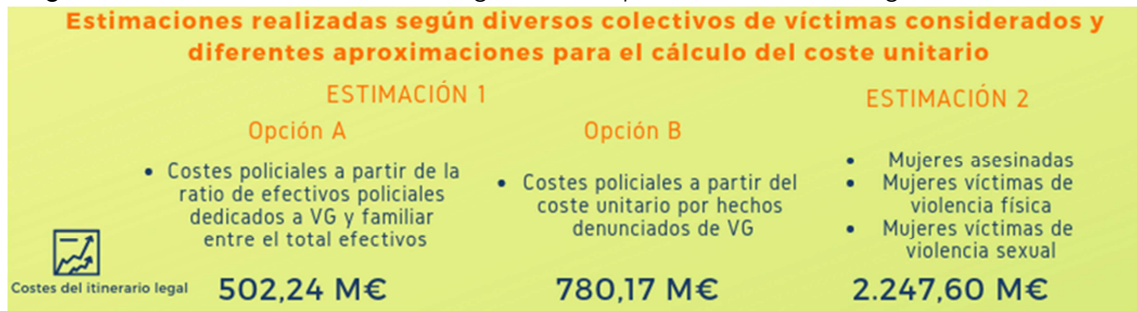 Estimaciones realizadas según diversos colectivos de víctimas considerados y
diferentes aproximaciones para el cálculo del coste unitario
ESTIMACIÓN 1
ESTIMACIÓN 2
Opción A
Opción B
• Costes policiales a partir de la
ratio de efectivos policiales
dedicados a VG y familiar
entre el total efectivos
• Costes policiales a partir del
coste unitario por hechos
denunciados de VG
• Mujeres asesinadas
• Mujeres víctimas de
violencia física
• Mujeres víctimas de
violencia sexual
Costes del itinerario legal
502,24 M€
780,17 M€
2.247,60 M€